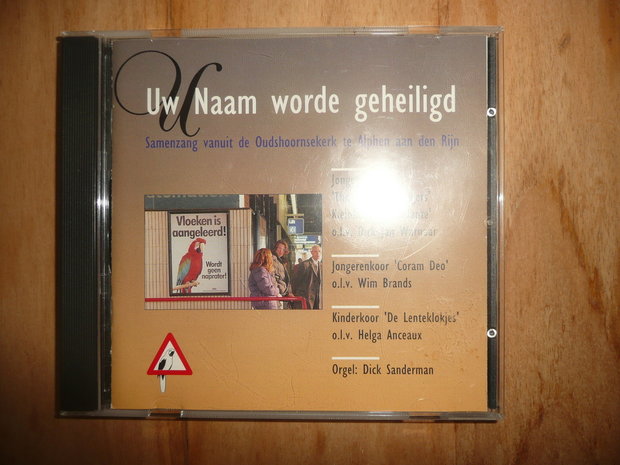 Uw Naam worde geheiligd
Samenzang vanuit de Oudshoornsekerk te Alphen aan den Rijn
Vloeken is
aangeleerd!
Wordt
geen
naprater!
o.l.v.
Jongerenkoor 'Coram Deo'
o.l.v. Wim Brands
Kinderkoor 'De Lenteklokjes'
o.l.v. Helga Anceaux
Orgel: Dick Sanderman